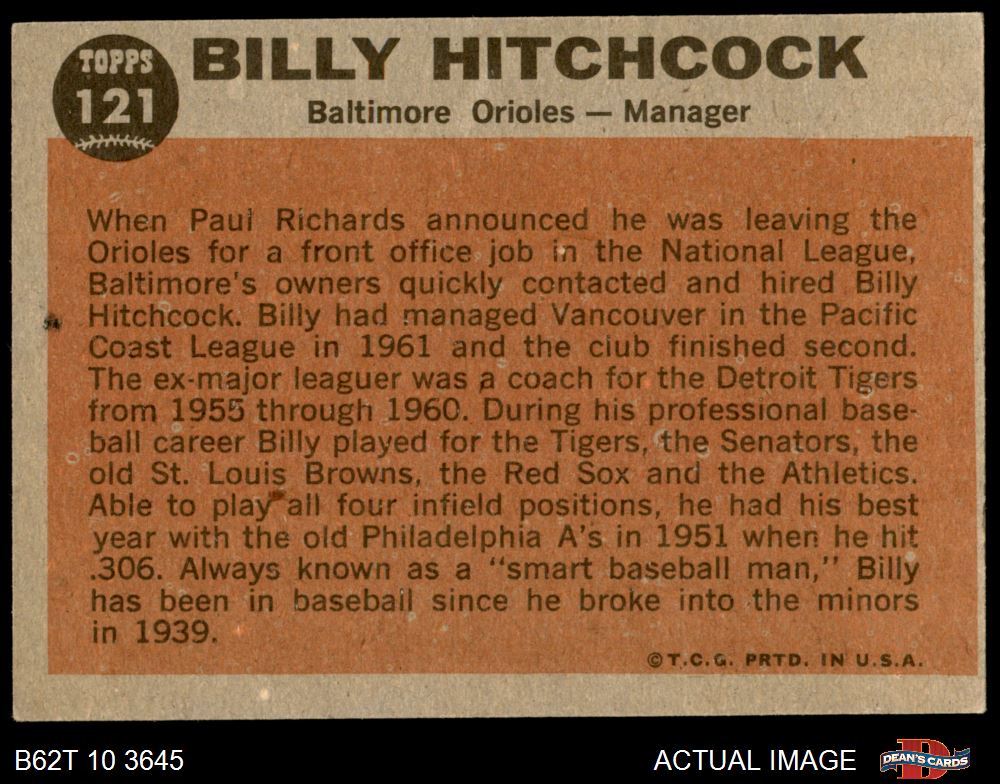 TOPPS
121
BILLY HITCHCOCK
Baltimore Orioles — Manager
When Paul Richards announced he was leaving the
Orioles for a front office job in the National League,
Baltimore's owners quickly contacted and hired Billy
Hitchcock. Billy had managed Vancouver in the Pacific
Coast League in 1961 and the club finished second.
The ex-major leaguer was a coach for the Detroit Tigers
from 1955 through 1960. During his professional base-
ball career Billy played for the Tigers, the Senators, the
old St. Louis Browns, the Red Sox and the Athletics.
Able to play all four infield positions, he had his best
year with the old Philadelphia A's in 1951 when he hit
.306. Always known as a "smart baseball man," Billy
has been in baseball since he broke into the minors
in 1939.
©T.C.G. PRTD. IN U.S.A.
B62T 10 3645
ACTUAL IMAGE
D
DEAN'S CARDS